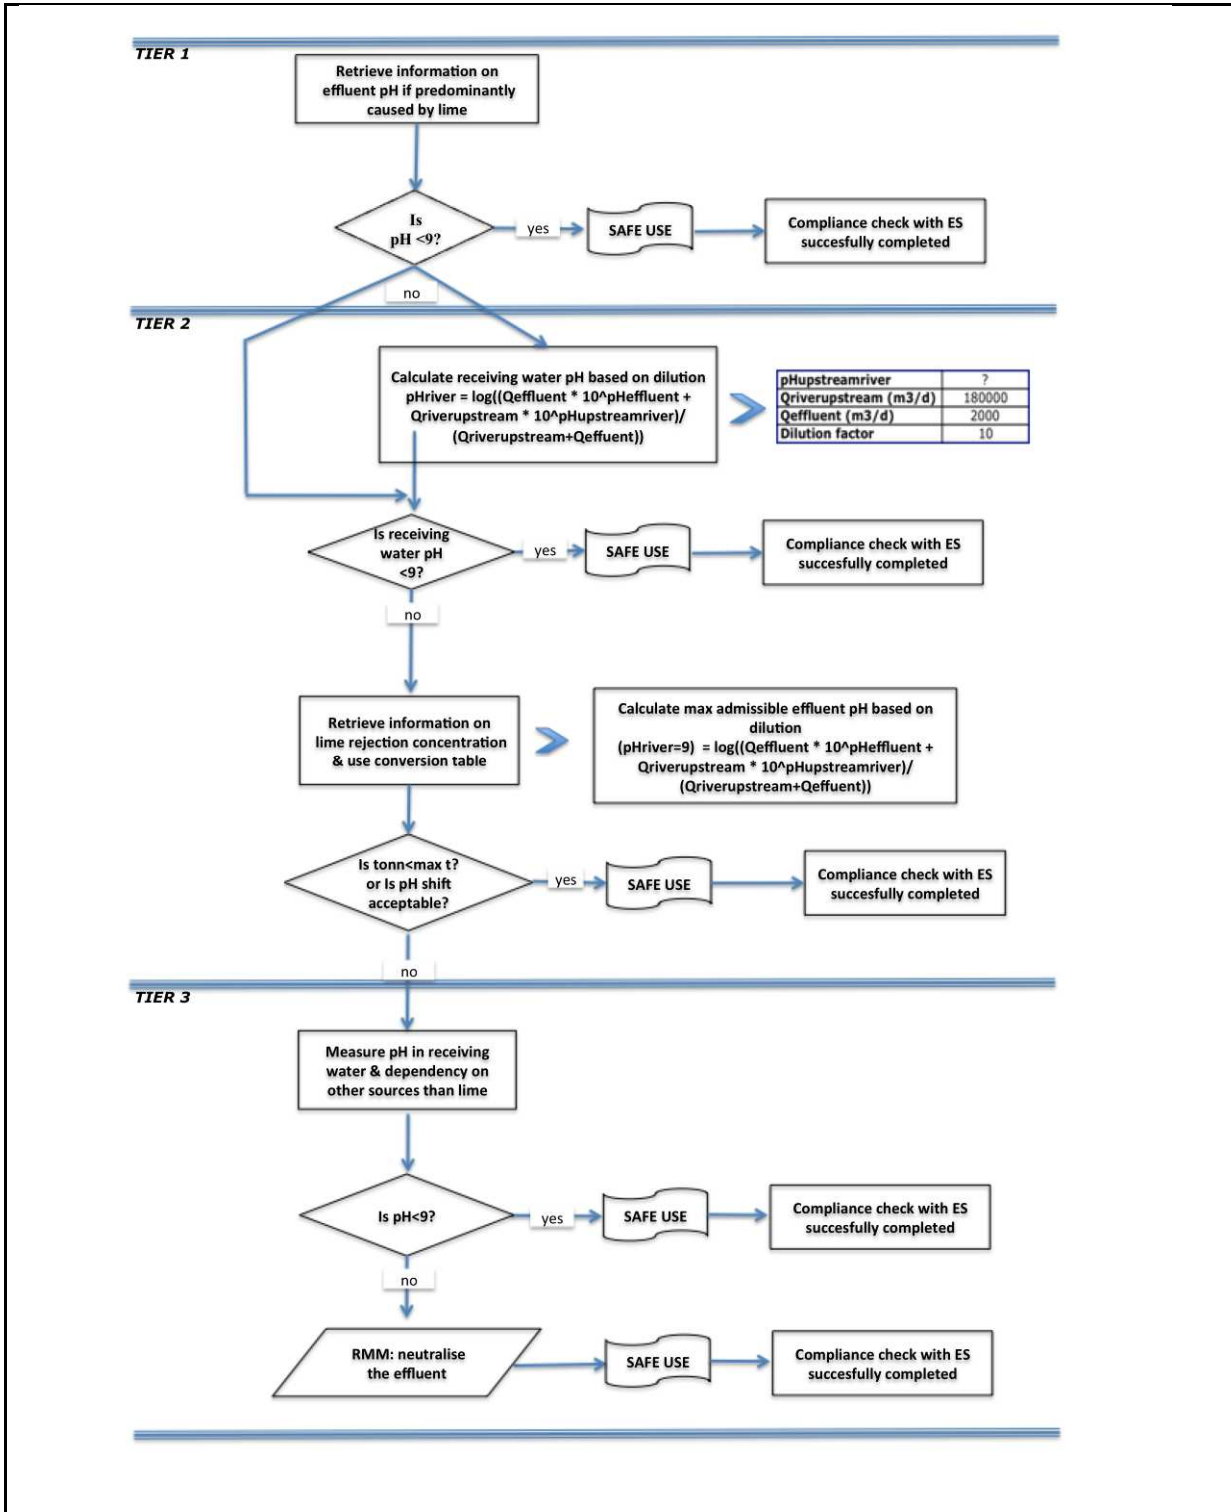 TIER 1
Retrieve information on
effluent pH if predominantly
caused by lime
Is
pH <9?
yes
SAFE USE
Compliance check with ES
succesfully completed
no
TIER 2
Calculate receiving water pH based on dilution
pHriver = log((Qeffluent * 10^pHeffluent +
Qriverupstream * 10^pHupstreamriver)/
(Qriverupstream+Qeffuent))
pHupstreamriver ?
Qriverupstream (m3/d) 180000
Qeffluent (m3/d) 2000
Dilution factor 10
Is receiving
water pH
<9?
yes
SAFE USE
Compliance check with ES
succesfully completed
no
Retrieve information on
lime rejection concentration
& use conversion table
Calculate max admissible effluent pH based on
dilution
(pHriver=9) = log((Qeffluent * 10^pHeffluent +
Qriverupstream * 10^pHupstreamriver)/
(Qriverupstream+Qeffuent))
Is tonn<max t?
or Is pH shift
acceptable?
yes
SAFE USE
Compliance check with ES
succesfully completed
no
TIER 3
Measure pH in receiving
water & dependency on
other sources than lime
Is pH<9?
yes
SAFE USE
Compliance check with ES
succesfully completed
no
RMM: neutralise
the effluent
SAFE USE
Compliance check with ES
succesfully completed